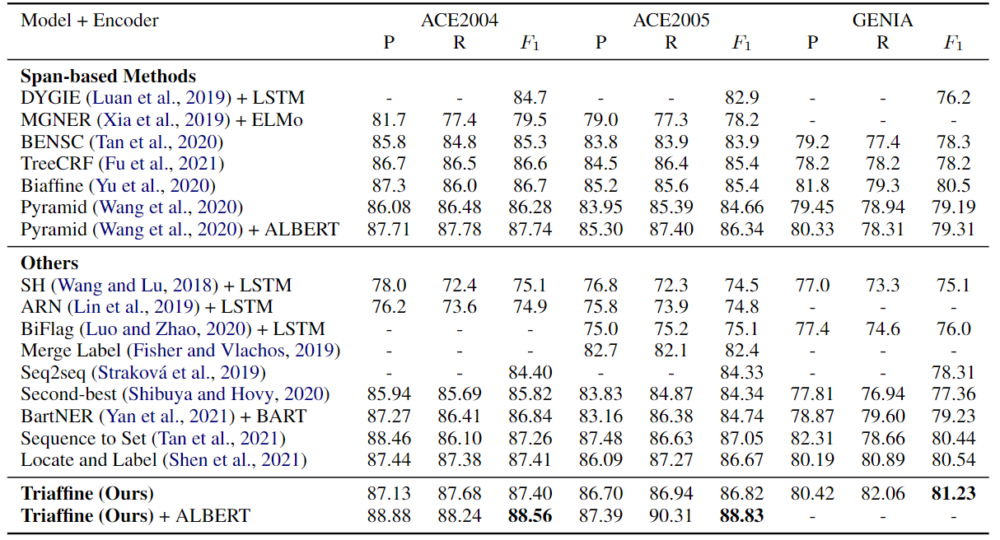 Model + Encoder ACE2004 ACE2005 GENIA
P R F1 P R F1 P R F1
Span-based Methods
DYGIE (Luan et al., 2019) + LSTM - - 84.7 - - 82.9 - - 76.2
MGNER (Xia et al., 2019) + ELMo 81.7 77.4 79.5 79.0 77.3 78.2 - - -
BENSC (Tan et al., 2020) 85.8 84.8 85.3 83.8 83.9 83.9 79.2 77.4 78.3
TreeCRF (Fu et al., 2021) 86.7 86.5 86.6 84.5 86.4 85.4 78.2 78.2 78.2
Biaffine (Yu et al., 2020) 87.3 86.0 86.7 85.2 85.6 85.4 81.8 79.3 80.5
Pyramid (Wang et al., 2020) 86.08 86.48 86.28 83.95 85.39 84.66 79.45 78.94 79.19
Pyramid (Wang et al., 2020) + ALBERT 87.71 87.78 87.74 85.30 87.40 86.34 80.33 78.31 79.31
Others
SH (Wang and Lu, 2018) + LSTM 78.0 72.4 75.1 76.8 72.3 74.5 77.0 73.3 75.1
ARN (Lin et al., 2019) + LSTM 76.2 73.6 74.9 75.8 73.9 74.8 - - -
BiFlag (Luo and Zhao, 2020) + LSTM - - - 75.0 75.2 75.1 77.4 74.6 76.0
Merge Label (Fisher and Vlachos, 2019) - - - 82.7 82.1 82.4 - - -
Seq2seq (Straková et al., 2019) - - 84.40 - - 84.33 - - 78.31
Second-best (Shibuya and Hovy, 2020) 85.94 85.69 85.82 83.83 84.87 84.34 77.81 76.94 77.36
BartNER (Yan et al., 2021) + BART 87.27 86.41 86.84 83.16 86.38 84.74 78.87 79.60 79.23
Sequence to Set (Tan et al., 2021) 88.46 86.10 87.26 87.48 86.63 87.05 82.31 78.66 80.44
Locate and Label (Shen et al., 2021) 87.44 87.38 87.41 86.09 87.27 86.67 80.19 80.89 80.54
Triaffine (Ours) 87.13 87.68 87.40 86.70 86.94 86.82 80.42 82.06 81.23
Triaffine (Ours) + ALBERT 88.88 88.24 88.56 87.39 90.31 88.83 - - -